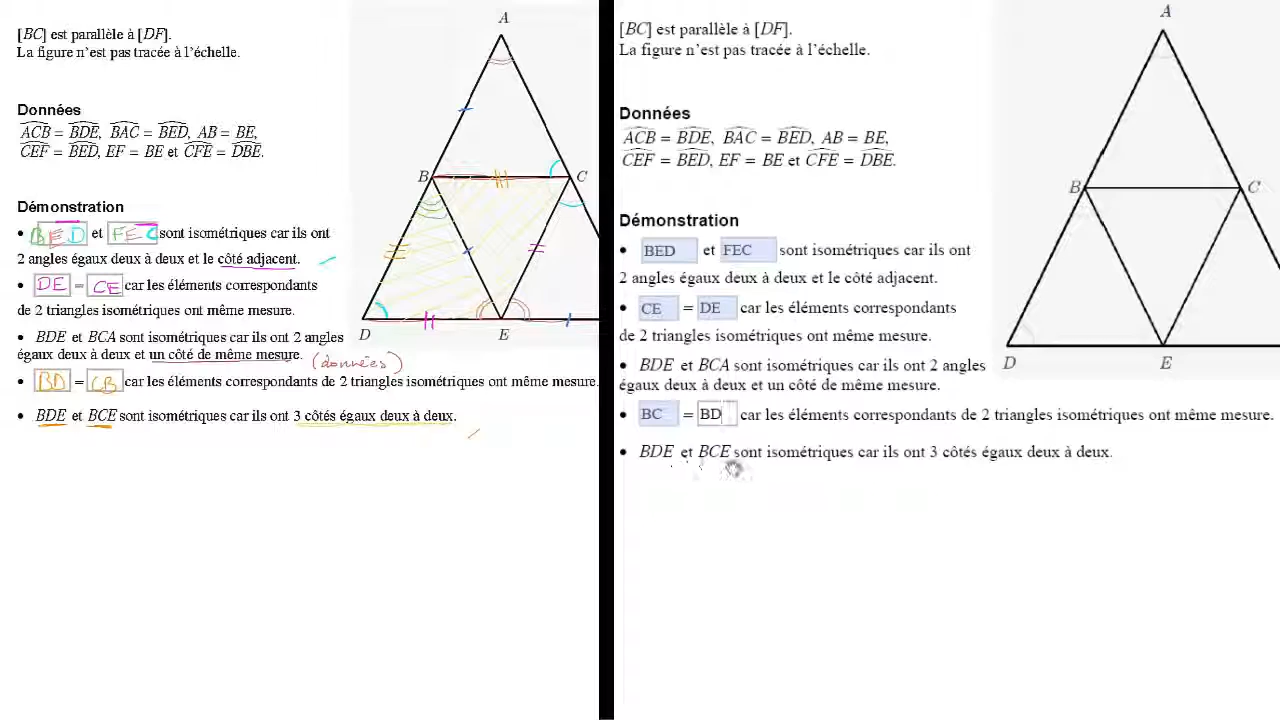 [BC] est parallèle à [DF].
La figure n’est pas tracée à l’échelle.
Données
ACB = BDE, BAC = BED, AB = BE,
CEF = BED, EF = BE et CFE = DBE.
Démonstration
• BED et FEC sont isométriques car ils ont
2 angles égaux deux à deux et le côté adjacent.
• DE = CE car les éléments correspondants
de 2 triangles isométriques ont même mesure.
• BDE et BCA sont isométriques car ils ont 2 angles
égaux deux à deux et un côté de même mesure. (données)
• BD = CB car les éléments correspondants de 2 triangles isométriques ont même mesure.
• BDE et BCE sont isométriques car ils ont 3 côtés égaux deux à deux.
A
B
C
D
E
[BC] est parallèle à [DF].
La figure n’est pas tracée à l’échelle.
Données
ACB = BDE, BAC = BED, AB = BE,
CEF = BED, EF = BE et CFE = DBE.
Démonstration
• BED et FEC sont isométriques car ils ont
2 angles égaux deux à deux et le côté adjacent.
• CE = DE car les éléments correspondants
de 2 triangles isométriques ont même mesure.
• BDE et BCA sont isométriques car ils ont 2 angles
égaux deux à deux et un côté de même mesure.
• BC = BD car les éléments correspondants de 2 triangles isométriques ont même mesure.
• BDE et BCE sont isométriques car ils ont 3 côtés égaux deux à deux.
A
B
C
D
E